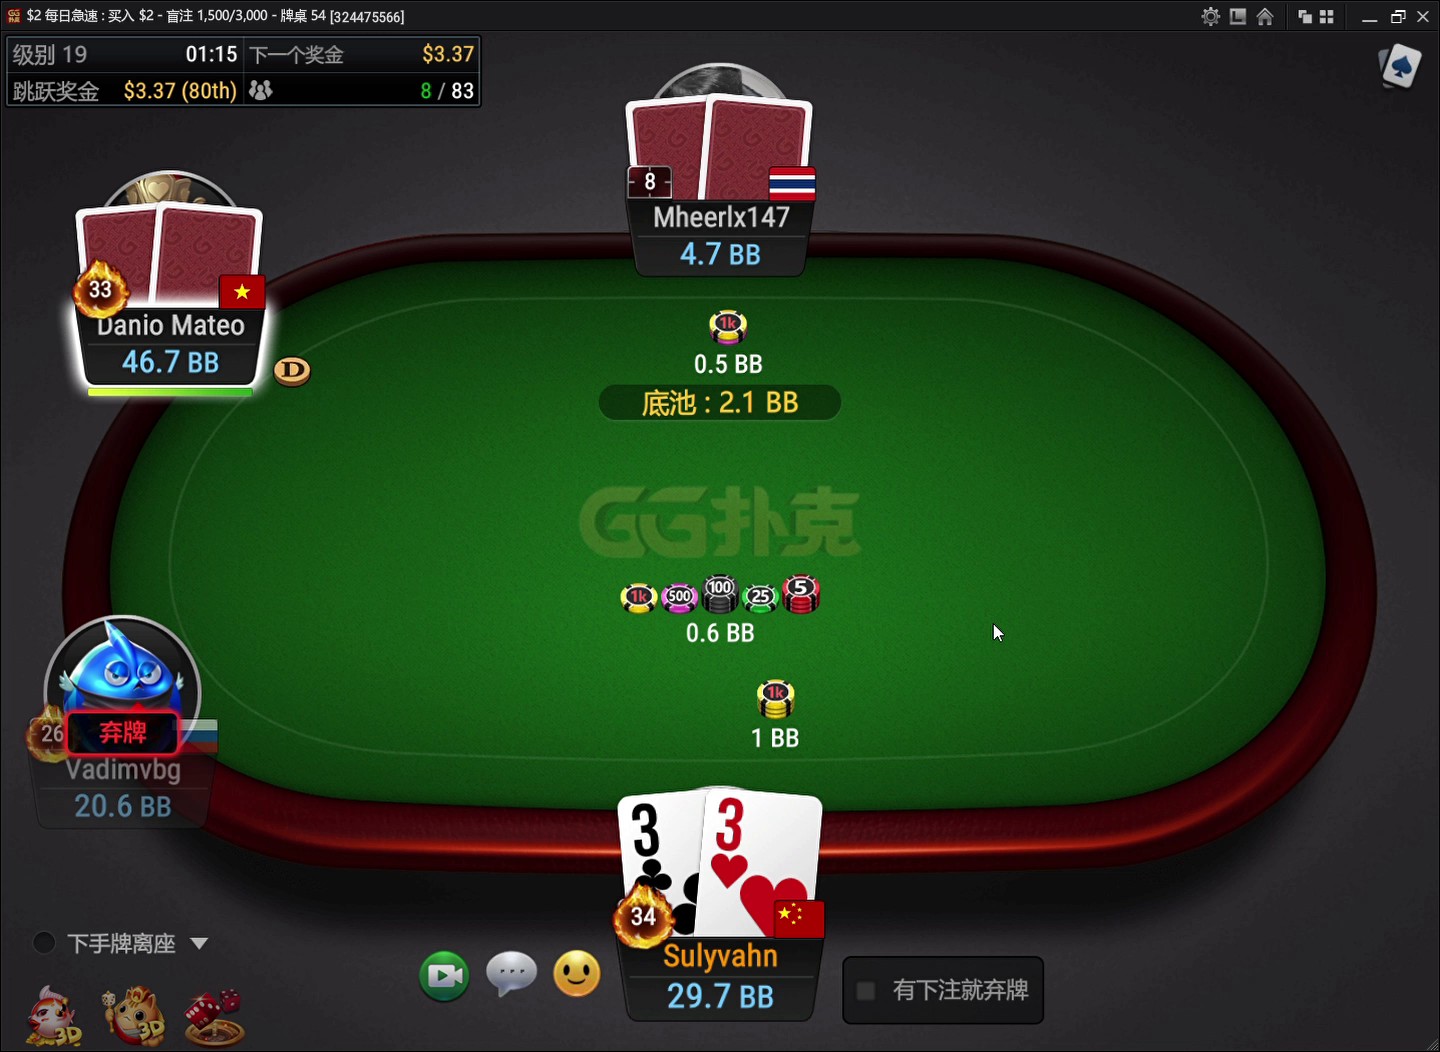 $2 每日急速 : 买入 $2 - 盲注 1,500/3,000 - 牌桌 54 [324475566]
级别 19 01:15 下一个奖金 $3.37
跳跃奖金 $3.37 (80th) 8 / 83
8
Mheerlx147
4.7 BB
33
Danio Mateo
46.7 BB
D
1k
0.5 BB
底池 : 2.1 BB
GG扑克
1k 500 100 25 5
0.6 BB
1k
1 BB
26 弃牌
Vadimvbg
20.6 BB
3 3
34
Sulyvahn
29.7 BB
下手牌离座
有下注就弃牌
3D 3D